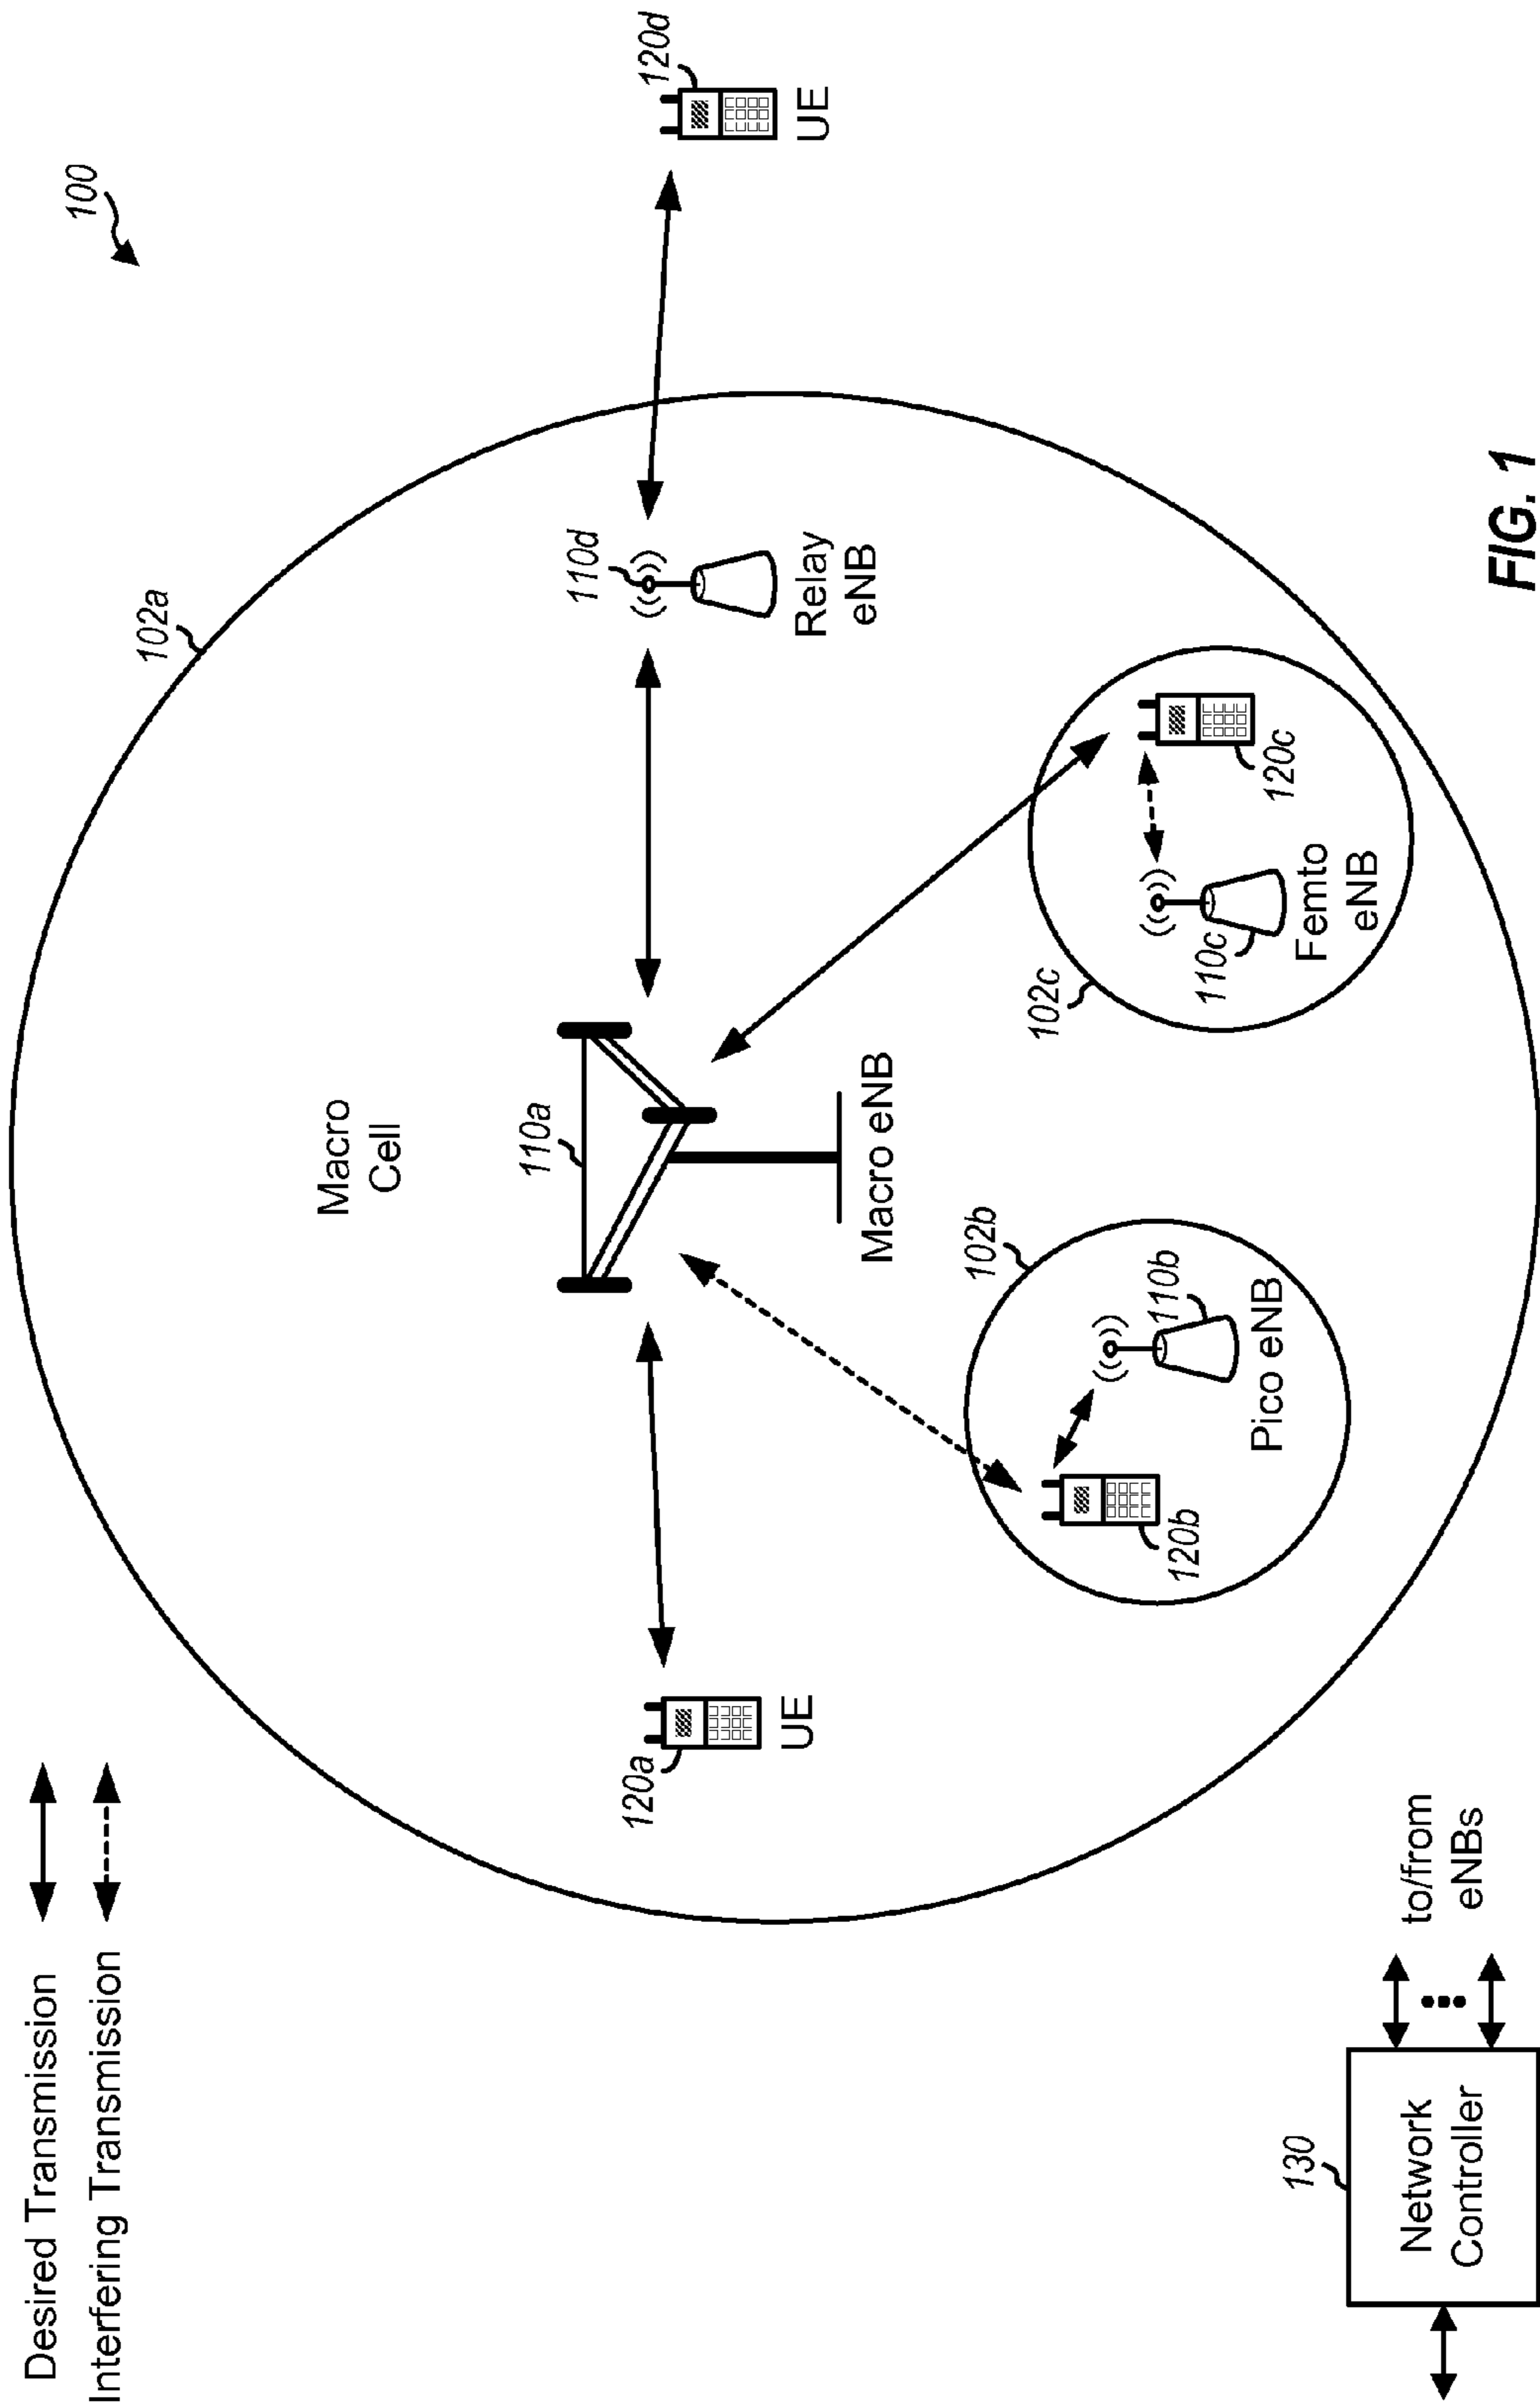 Desired Transmission
Interfering Transmission
100
102a
Macro
Cell
110a
Macro eNB
110d
Relay
eNB
120d
UE
120a
UE
102b
110b
Pico eNB
120b
102c
110c
Femto
eNB
120c
130
Network
Controller
to/from
eNBs
FIG. 1